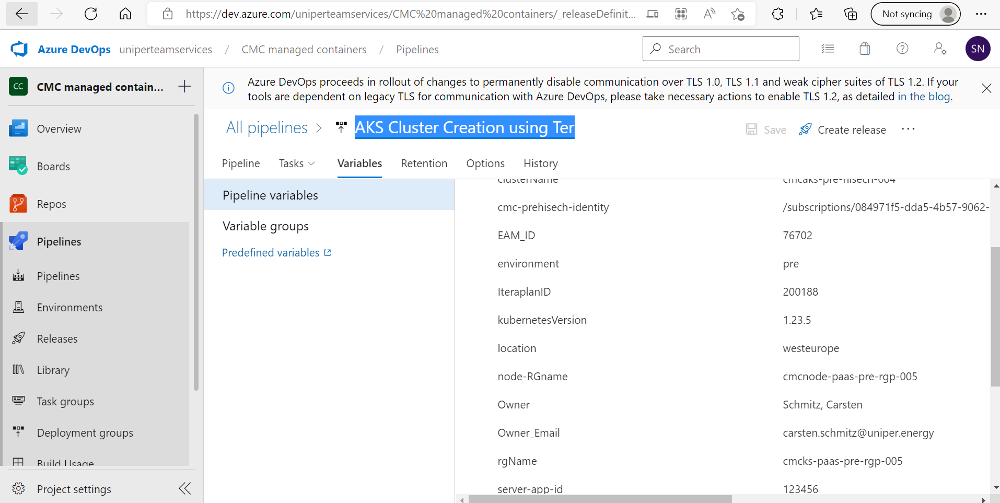 https://dev.azure.com/uniperteamservices/CMC%20managed%20containers/_releaseDefinit...
Not syncing
Azure DevOps uniperteamservices / CMC managed containers / Pipelines
Search
SN
CC CMC managed contain...
Azure DevOps proceeds in rollout of changes to permanently disable communication over TLS 1.0, TLS 1.1 and weak cipher suites of TLS 1.2. If your
tools are dependent on legacy TLS for communication with Azure DevOps, please take necessary actions to enable TLS 1.2, as detailed in the blog.
Overview
Boards
Repos
Pipelines
Pipelines
Environments
Releases
Library
Task groups
Deployment groups
Build Usage
Project settings
All pipelines > AKS Cluster Creation using Ter
Save
Create release
Pipeline Tasks Variables Retention Options History
Pipeline variables
Variable groups
Predefined variables
clusterName cmcaks-pre-hisech-004
cmc-prehisech-identity /subscriptions/084971f5-dda5-4b57-9062-
EAM_ID 76702
environment pre
IteraplanID 200188
kubernetesVersion 1.23.5
location westeurope
node-RGname cmcnode-paas-pre-rgp-005
Owner Schmitz, Carsten
Owner_Email carsten.schmitz@uniper.energy
rgName cmcks-paas-pre-rgp-005
server-app-id 123456